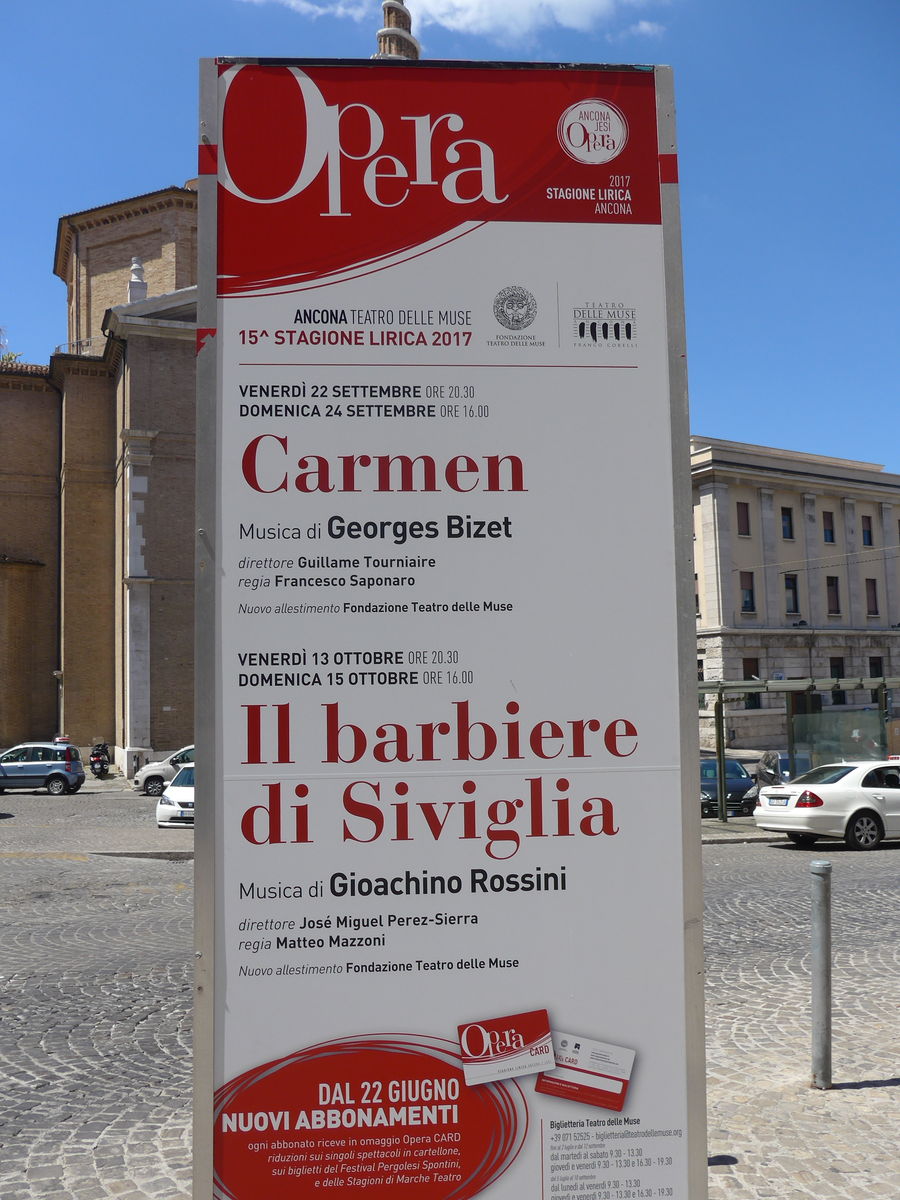 Opera
ANCONA
JESI
Opera
2017
STAGIONE LIRICA
ANCONA
ANCONA TEATRO DELLE MUSE
15^ STAGIONE LIRICA 2017
FONDAZIONE
TEATRO DELLE MUSE
TEATRO
DELLE MUSE
FRANCO CORELLI
VENERDÌ 22 SETTEMBRE ORE 20.30
DOMENICA 24 SETTEMBRE ORE 16.00
Carmen
Musica di Georges Bizet
direttore Guillame Tourniaire
regia Francesco Saponaro
Nuovo allestimento Fondazione Teatro delle Muse
VENERDÌ 13 OTTOBRE ORE 20.30
DOMENICA 15 OTTOBRE ORE 16.00
Il barbiere
di Siviglia
Musica di Gioachino Rossini
direttore José Miguel Perez-Sierra
regia Matteo Mazzoni
Nuovo allestimento Fondazione Teatro delle Muse
Opera
CARD
CARD
DAL 22 GIUGNO
NUOVI ABBONAMENTI
ogni abbonato riceve in omaggio Opera CARD
riduzioni sui singoli spettacoli in cartellone,
sui biglietti del Festival Pergolesi Spontini,
e delle Stagioni di Marche Teatro
Biglietteria Teatro delle Muse
+39 071 52525 - biglietteria@teatrodellemuse.org
dal martedì al sabato 9.30 - 13.30
giovedì e venerdì 9.30 - 13.30 e 16.30 - 19.30
dal lunedì al venerdì 9.30 - 13.30
giovedì e venerdì 9.30 - 13.30 e 16.30 - 19.30